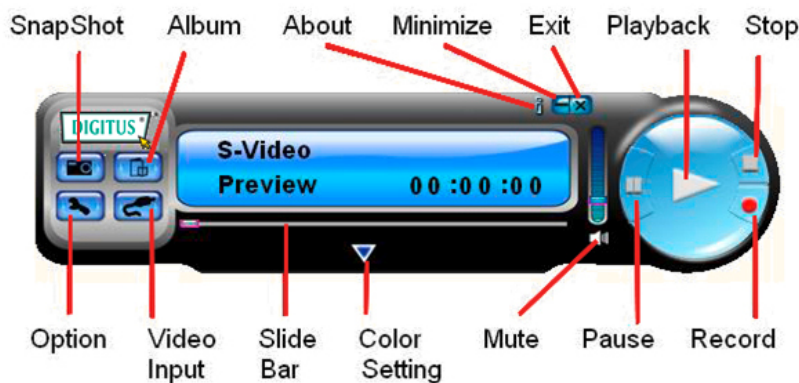 SnapShot Album About Minimize Exit Playback Stop
DIGITUS®
S-Video
Preview 00:00:00
Option Video Input Slide Bar Color Setting Mute Pause Record